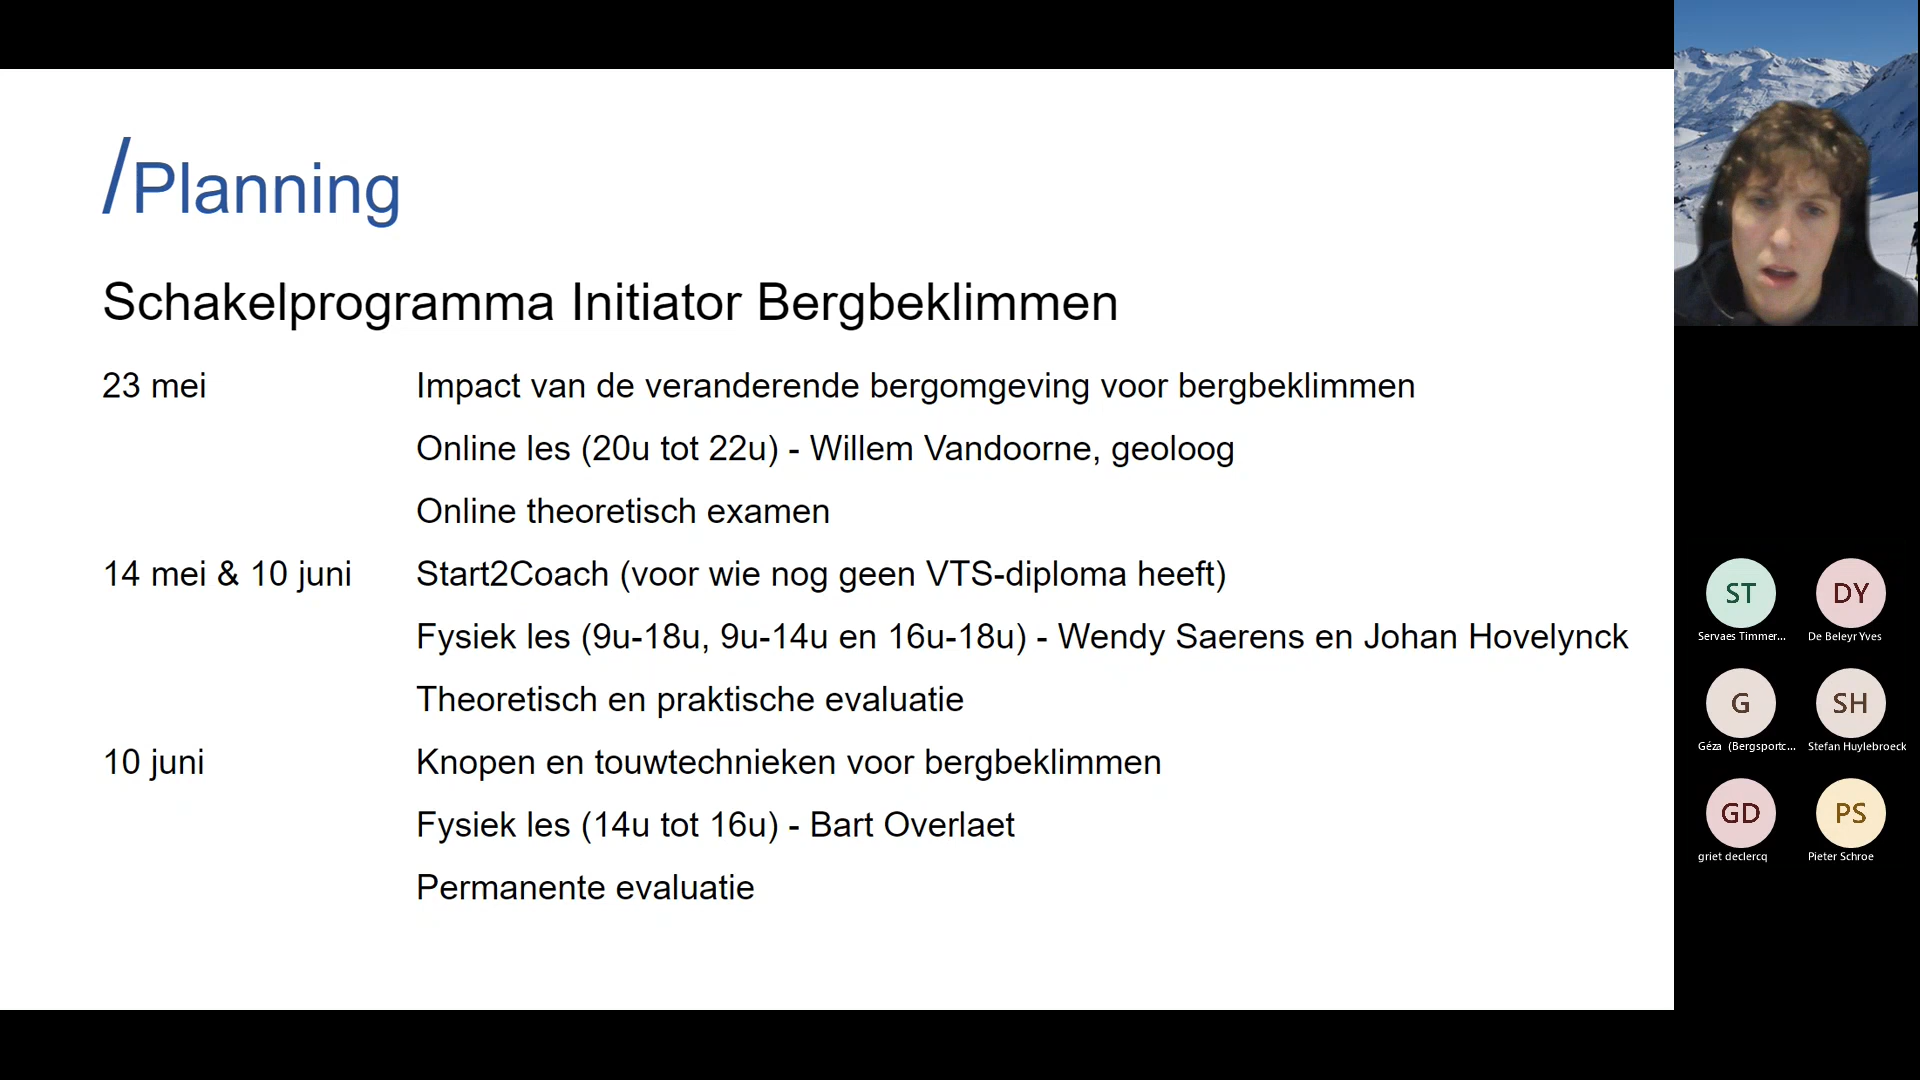 /Planning
Schakelprogramma Initiator Bergbeklimmen
23 mei Impact van de veranderende bergomgeving voor bergbeklimmen
Online les (20u tot 22u) - Willem Vandoorne, geoloog
Online theoretisch examen
14 mei & 10 juni Start2Coach (voor wie nog geen VTS-diploma heeft)
Fysiek les (9u-18u, 9u-14u en 16u-18u) - Wendy Saerens en Johan Hovelynck
Theoretisch en praktische evaluatie
10 juni Knopen en touwtechnieken voor bergbeklimmen
Fysiek les (14u tot 16u) - Bart Overlaet
Permanente evaluatie
ST DY
Servaes Timmer... De Beleyr Yves
G SH
Géza (Bergsportc... Stefan Huylebroeck
GD PS
griet declercq Pieter Schroe